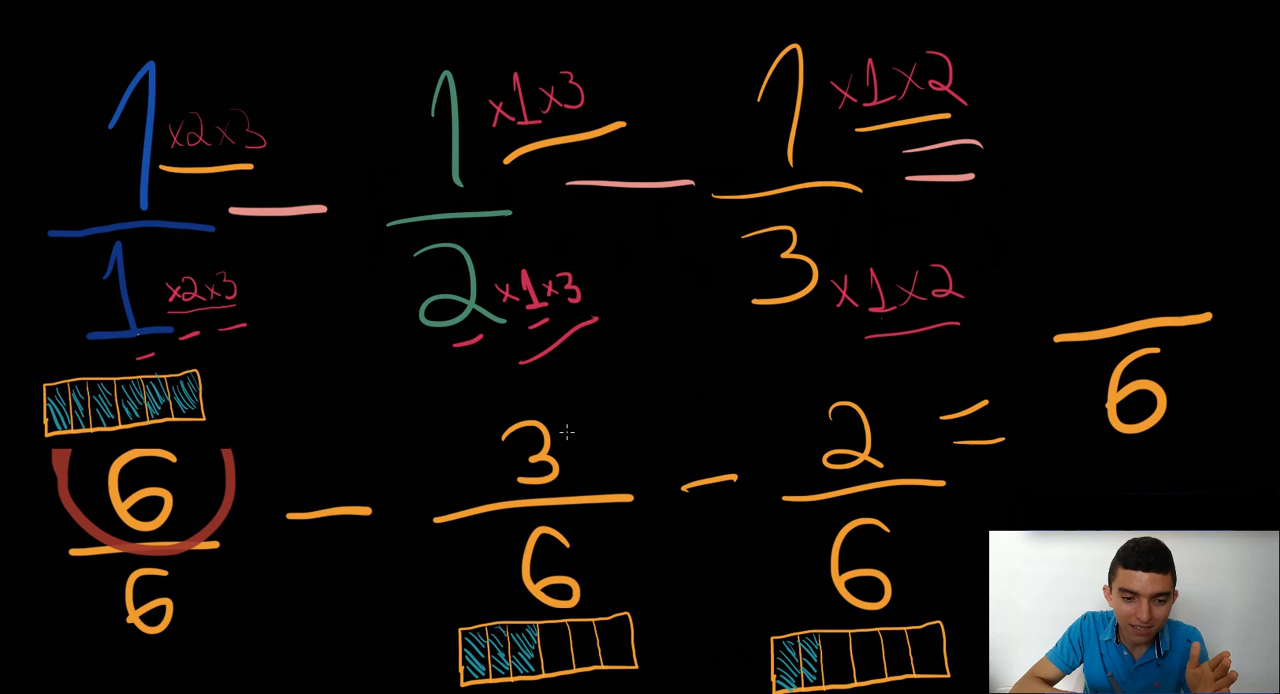 1 ×2×3 — 1 ×1×3 — 1 ×1×2
1 ×2×3 2 ×1×3 3 ×1×2
6 — 3 - 2 =
6 6 6 6